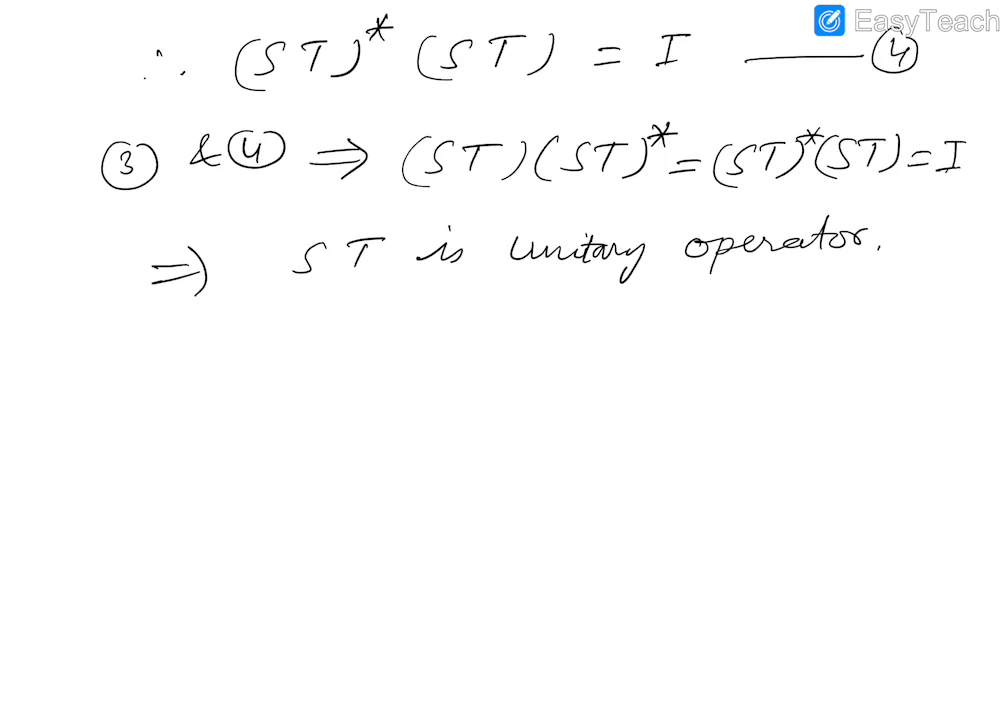 EasyTeach
∴ (ST)* (ST) = I —— ④
③ & ④ ⇒ (ST)(ST)* = (ST)*(ST) = I
⇒ ST is unitary operator.